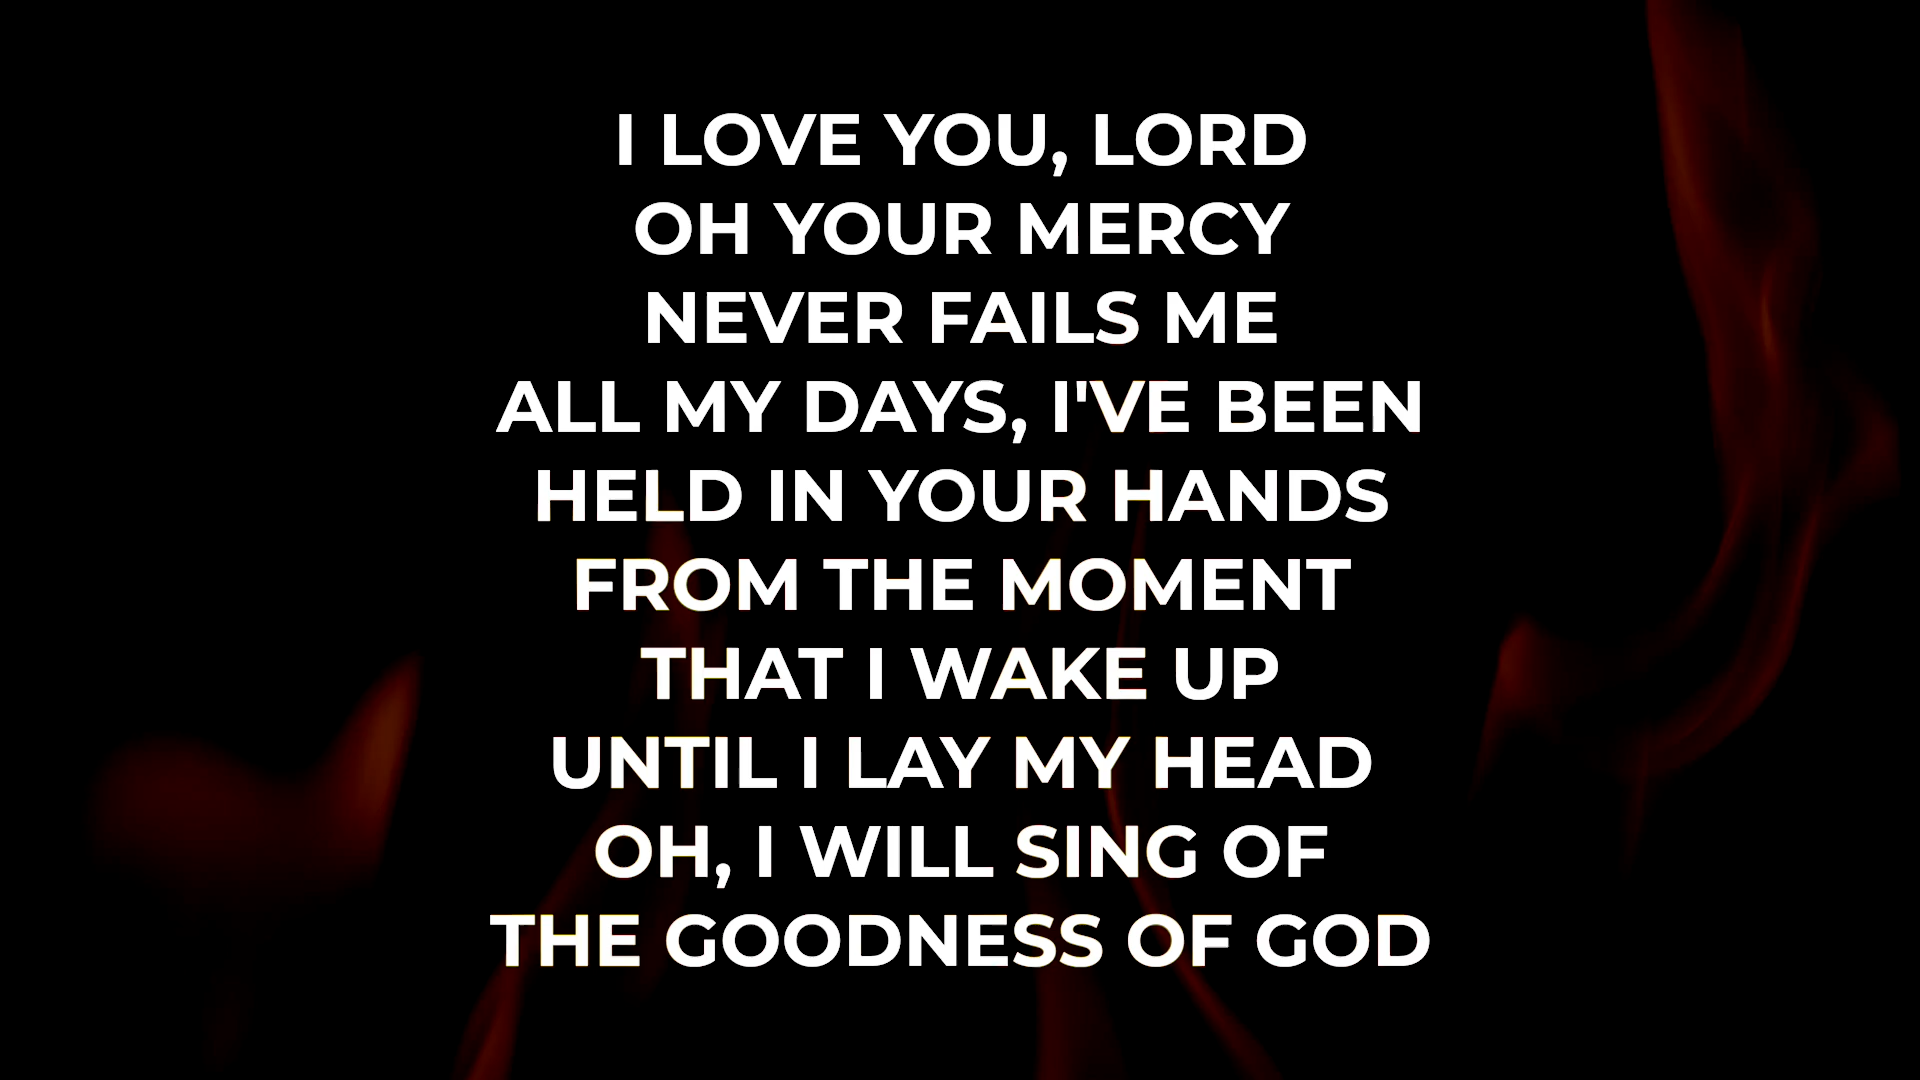 I LOVE YOU, LORD
OH YOUR MERCY
NEVER FAILS ME
ALL MY DAYS, I'VE BEEN
HELD IN YOUR HANDS
FROM THE MOMENT
THAT I WAKE UP
UNTIL I LAY MY HEAD
OH, I WILL SING OF
THE GOODNESS OF GOD